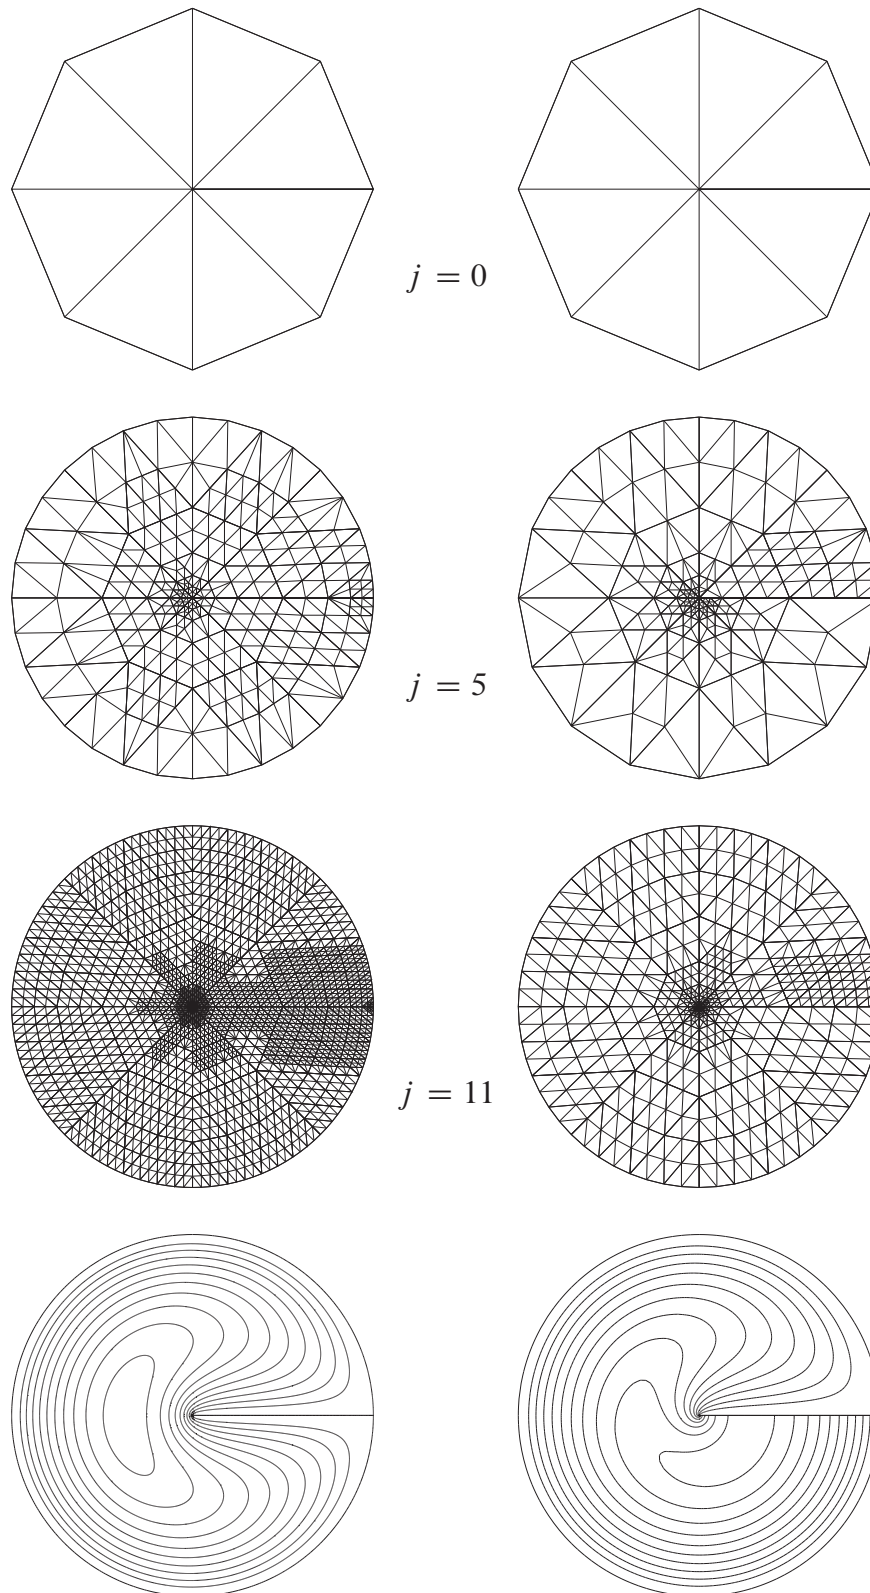 j = 0
j = 5
j = 11